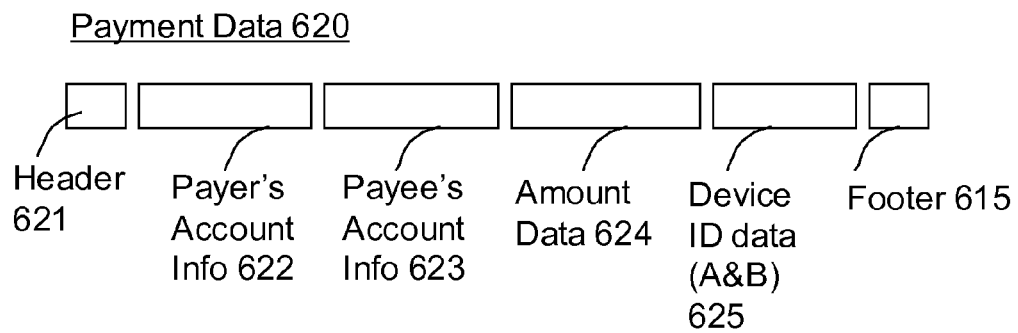 Payment Data 620
Header
621
Payer's
Account
Info 622
Payee's
Account
Info 623
Amount
Data 624
Device
ID data
(A&B)
625
Footer 615